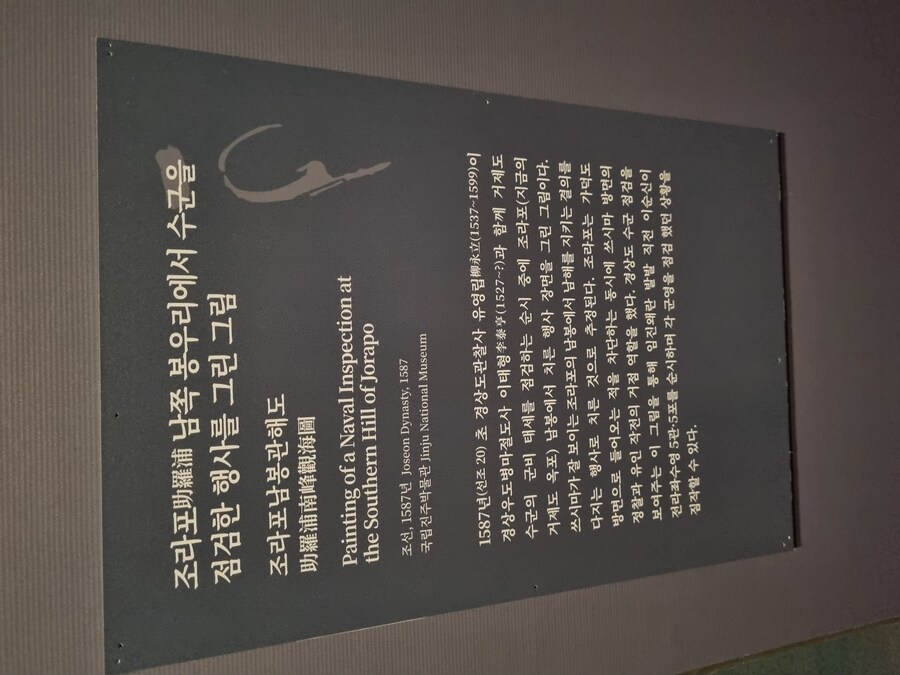 조라포助羅浦 남쪽 봉우리에서 수군을
점검한 행사를 그린 그림
조라포남봉관해도
助羅浦南峰觀海圖
Painting of a Naval Inspection at
the Southern Hill of Jorapo
조선, 1587년 Joseon Dynasty, 1587
국립진주박물관 Jinju National Museum
1587년(선조 20) 초 경상도관찰사 유영립柳永立(1537~1599)이
경상우도병마절도사 이태형李泰亨(1527~?)과 함께 거제도
수군의 군비 태세를 점검하는 순시 중에 조라포(지금의
거제도 옥포) 남봉에서 치른 행사 장면을 그린 그림이다.
쓰시마가 잘 보이는 조라포의 남봉에서 남해를 지키는 결의를
다지는 행사로 치른 것으로 추정된다. 조라포는 가덕도
방면으로 들어오는 적을 차단하는 동시에 쓰시마 방면의
정찰과 유인 작전의 거점 역할을 했다. 경상도 수군 점검을
보여주는 이 그림을 통해 임진왜란 발발 직전 이순신이
전라좌수영 5관·5포를 순시하며 각 군영을 점검했던 상황을
짐작할 수 있다.